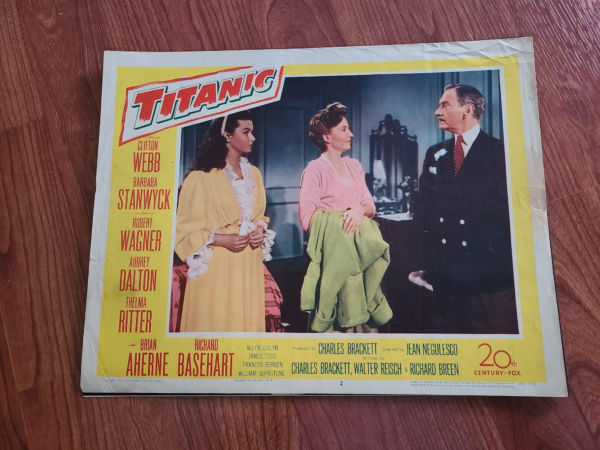 TITANIC
CLIFTON
WEBB
BARBARA
STANWYCK
ROBERT
WAGNER
AUDREY
DALTON
THELMA
RITTER
BRIAN
AHERNE
RICHARD
BASEHART
ALLYN JOSLYN
JAMES TODD
FRANCES BERGEN
WILLIAM JOHNSTONE
Produced by CHARLES BRACKETT Directed by JEAN NEGULESCO
Written by
CHARLES BRACKETT, WALTER REISCH & RICHARD BREEN
20th
CENTURY-FOX
2